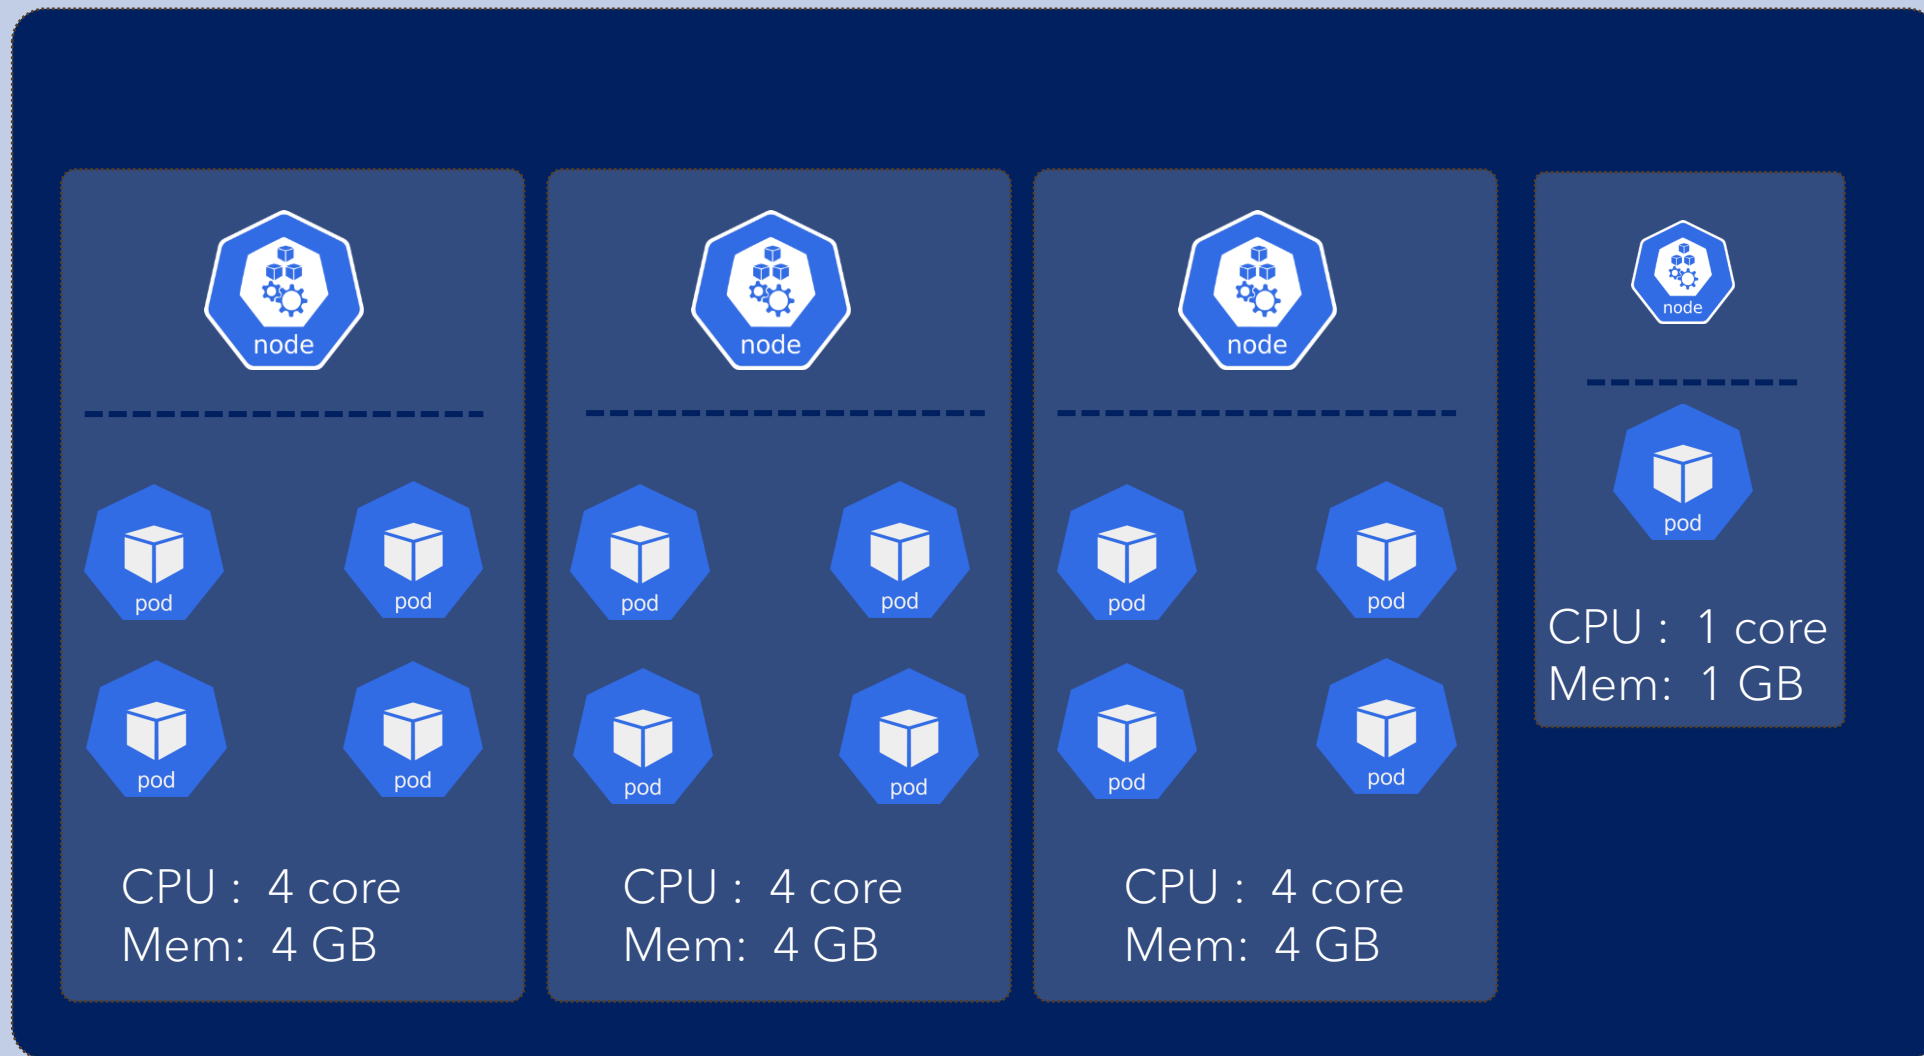 node
pod
pod
pod
pod
CPU : 4 core
Mem: 4 GB
node
pod
pod
pod
pod
CPU : 4 core
Mem: 4 GB
node
pod
pod
pod
pod
CPU : 4 core
Mem: 4 GB
node
pod
CPU : 1 core
Mem: 1 GB